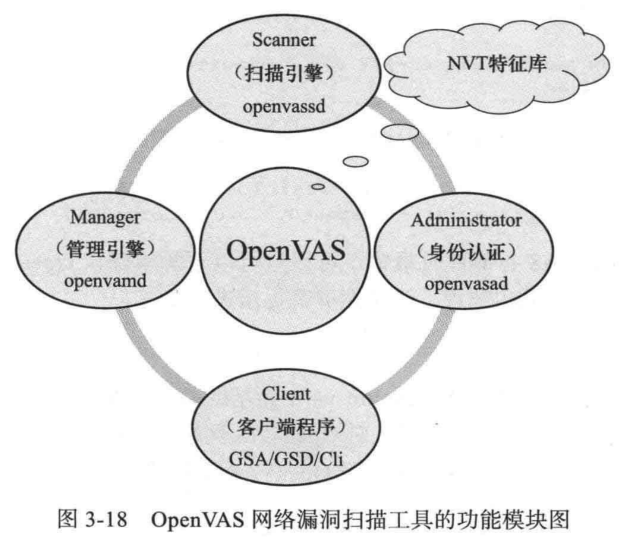 Scanner
（扫描引擎）
openvassd
NVT特征库
Manager
（管理引擎）
openvamd
OpenVAS
Administrator
（身份认证）
openvasad
Client
（客户端程序）
GSA/GSD/Cli
图 3-18 OpenVAS 网络漏洞扫描工具的功能模块图